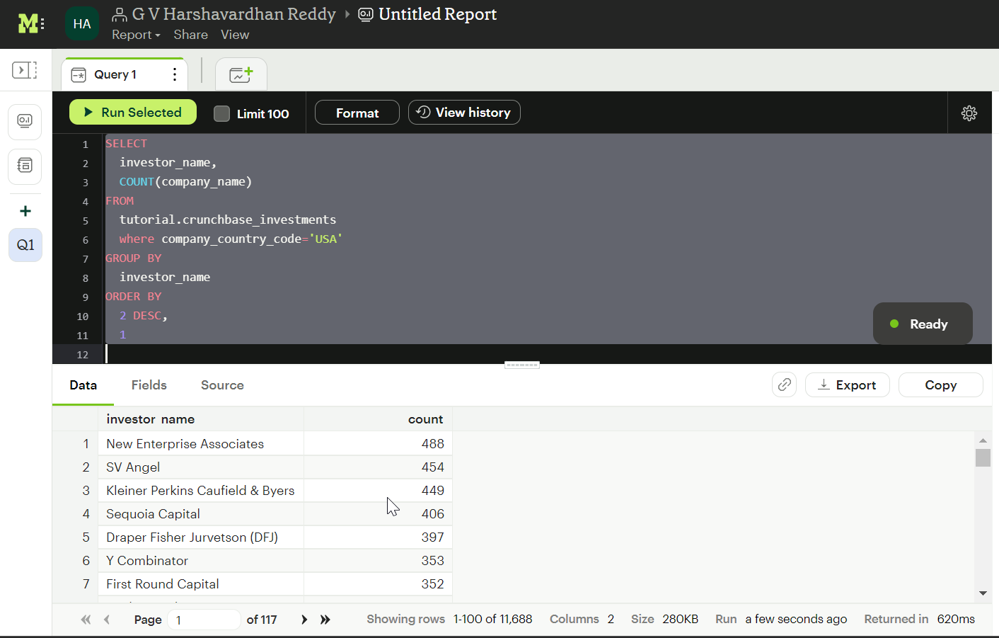 M
HA
G V Harshavardhan Reddy
Untitled Report
Report
Share
View
Query 1
Run Selected
Limit 100
Format
View history
Q1
1 SELECT
2 investor_name,
3 COUNT(company_name)
4 FROM
5 tutorial.crunchbase_investments
6 where company_country_code='USA'
7 GROUP BY
8 investor_name
9 ORDER BY
10 2 DESC,
11 1
12
Ready
Data
Fields
Source
Export
Copy
investor_name count
1 New Enterprise Associates 488
2 SV Angel 454
3 Kleiner Perkins Caufield & Byers 449
4 Sequoia Capital 406
5 Draper Fisher Jurvetson (DFJ) 397
6 Y Combinator 353
7 First Round Capital 352
Page 1 of 117
Showing rows 1-100 of 11,688
Columns 2
Size 280KB
Run a few seconds ago
Returned in 620ms